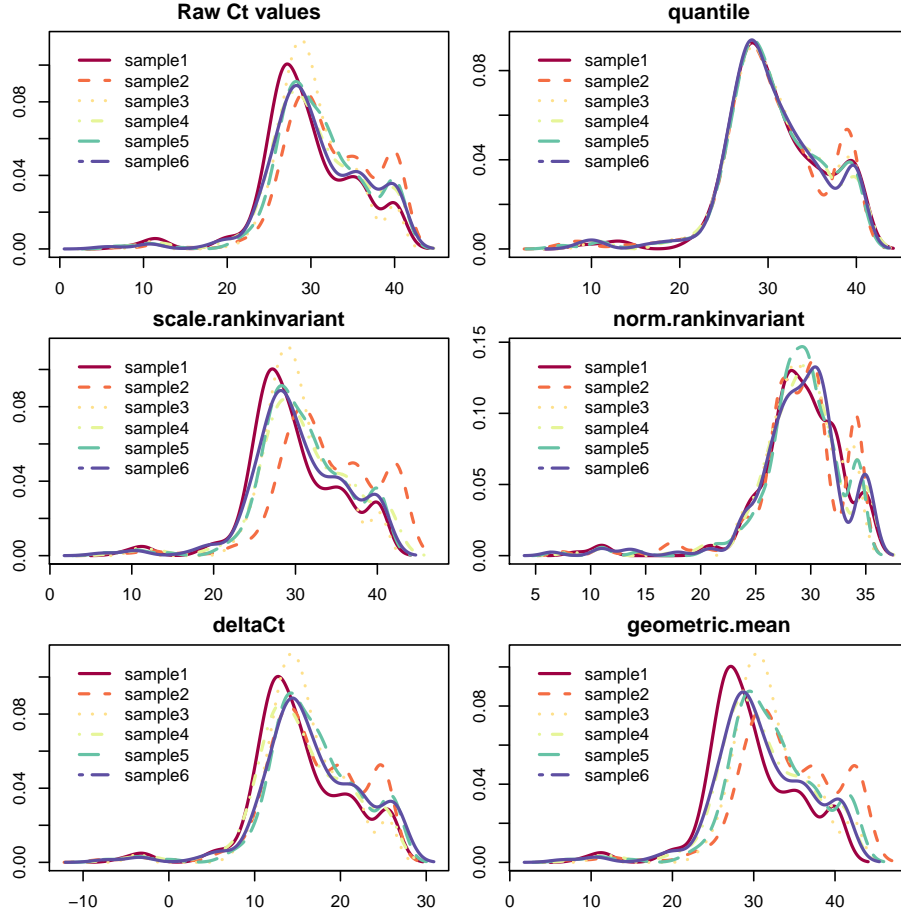 Raw Ct values
0.00
0.04
0.08
0
10
20
30
40
sample1
sample2
sample3
sample4
sample5
sample6
quantile
0.00
0.04
0.08
10
20
30
40
sample1
sample2
sample3
sample4
sample5
sample6
scale.rankinvariant
0.00
0.04
0.08
0
10
20
30
40
sample1
sample2
sample3
sample4
sample5
sample6
norm.rankinvariant
0.00
0.05
0.10
0.15
5
10
15
20
25
30
35
sample1
sample2
sample3
sample4
sample5
sample6
deltaCt
0.00
0.04
0.08
−10
0
10
20
30
sample1
sample2
sample3
sample4
sample5
sample6
geometric.mean
0.00
0.04
0.08
0
10
20
30
40
sample1
sample2
sample3
sample4
sample5
sample6